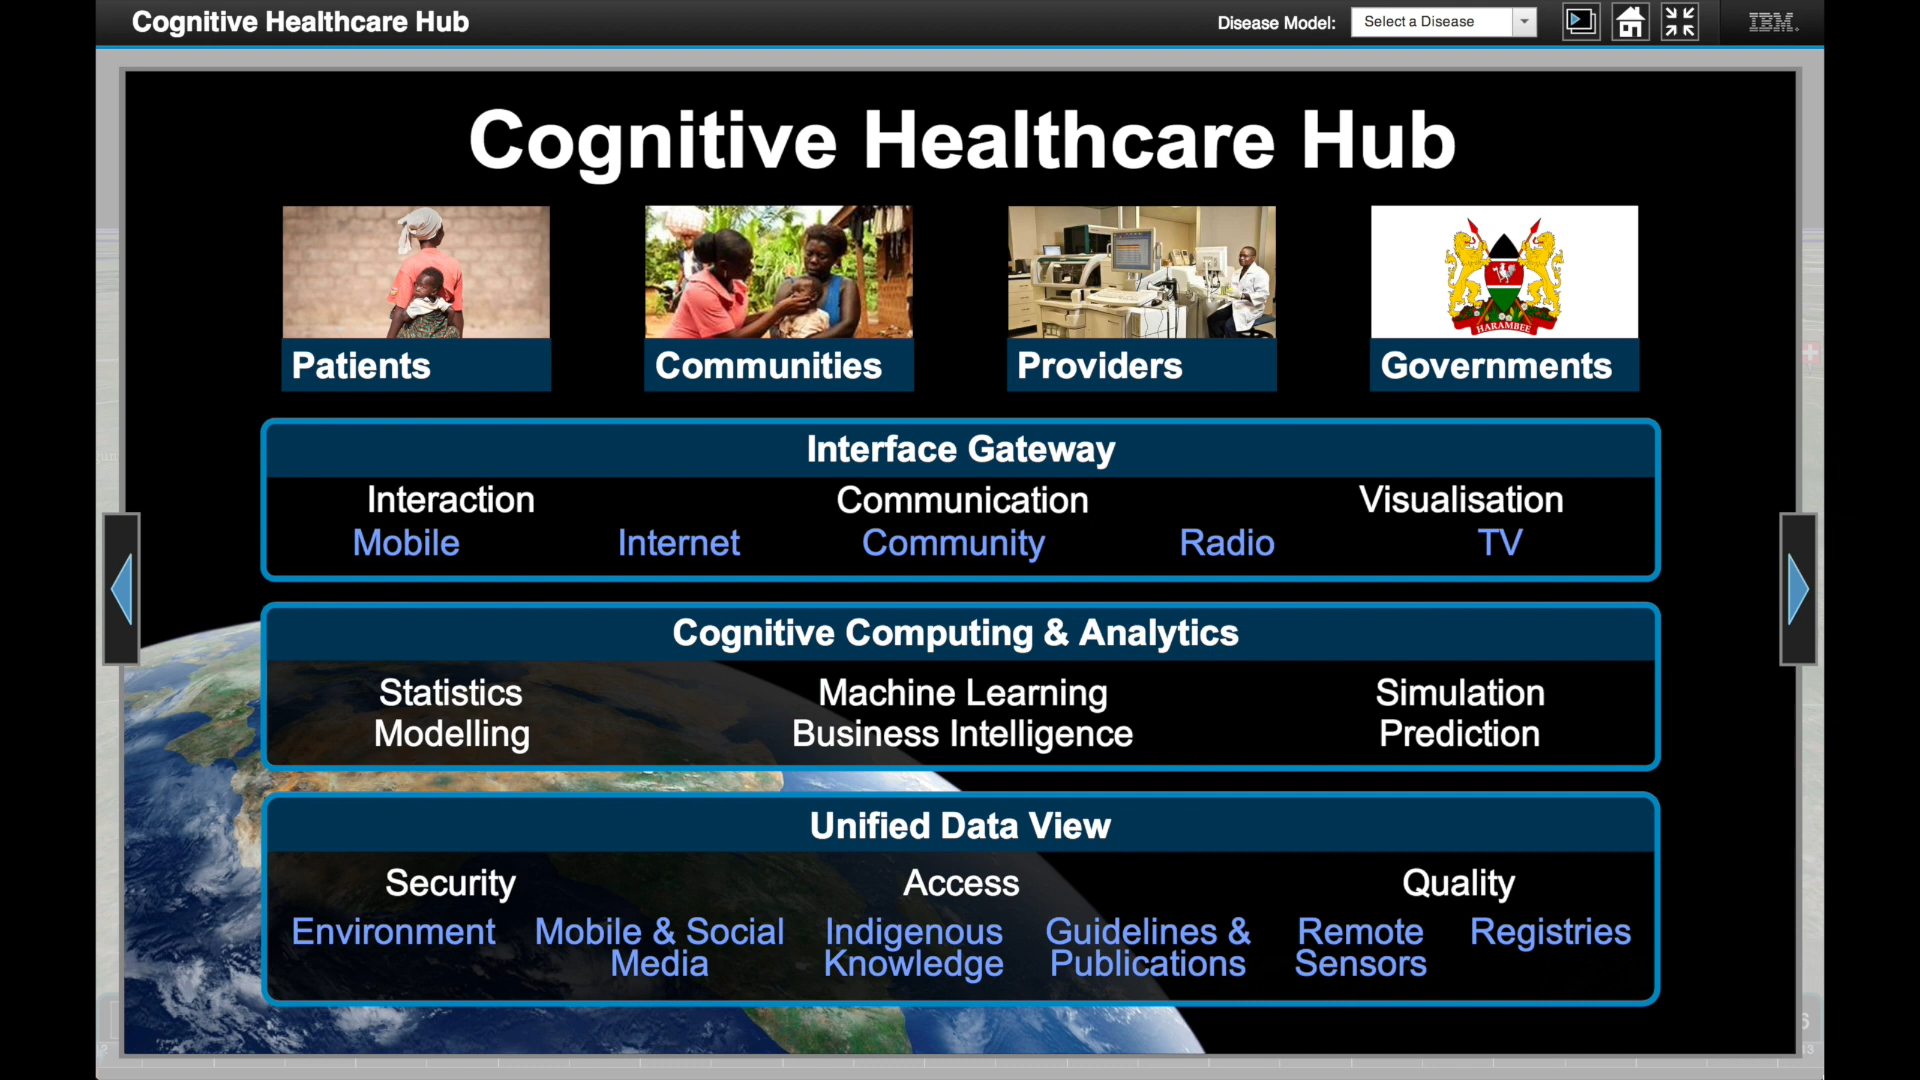 Cognitive Healthcare Hub
Disease Model: Select a Disease
IBM
Cognitive Healthcare Hub
HARAMBEE
Patients Communities Providers Governments
Interface Gateway
Interaction Communication Visualisation
Mobile Internet Community Radio TV
Cognitive Computing & Analytics
Statistics Machine Learning Simulation
Modelling Business Intelligence Prediction
Unified Data View
Security Access Quality
Environment Mobile & Social Indigenous Guidelines & Remote Registries
Media Knowledge Publications Sensors